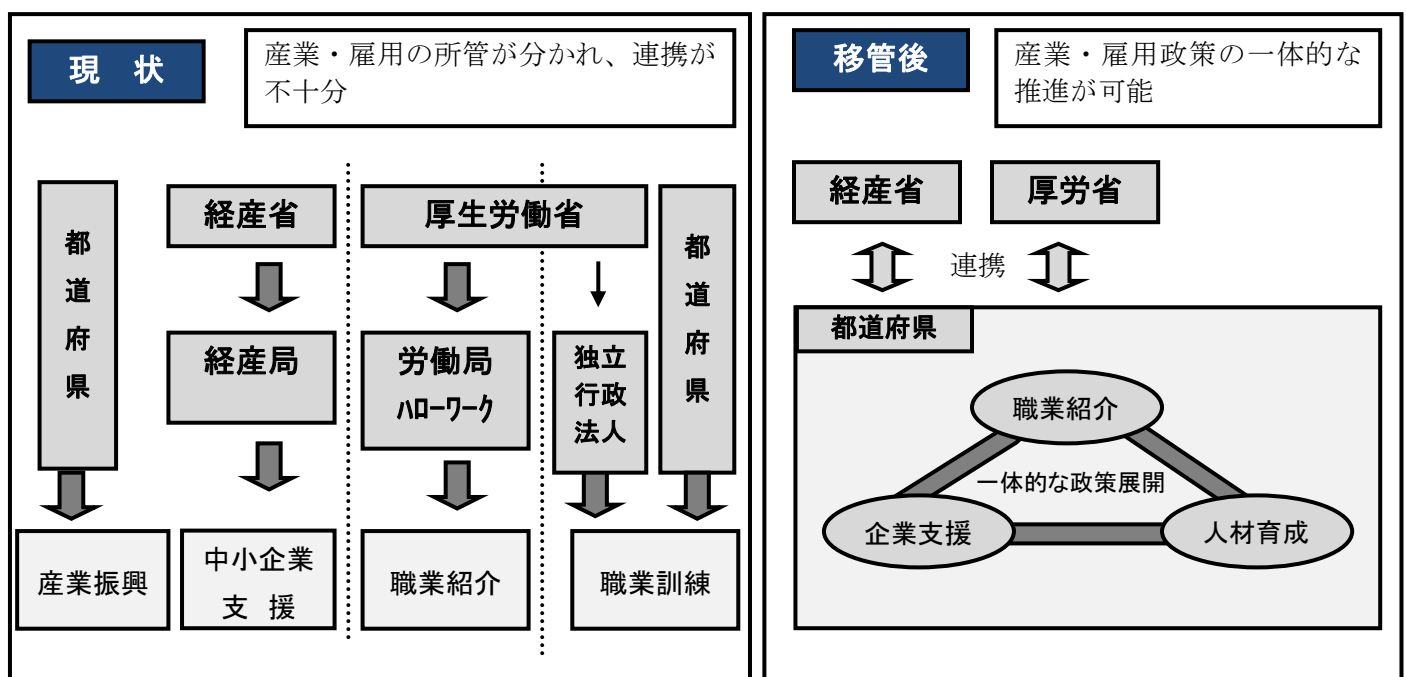 現 状
産業・雇用の所管が分かれ、連携が
不十分
都道府県
経産省
厚生労働省
都道府県
経産局
労働局
ﾊﾛｰﾜｰｸ
独立
行政
法人
産業振興
中小企業
支 援
職業紹介
職業訓練
移管後
産業・雇用政策の一体的な
推進が可能
経産省
厚労省
連携
都道府県
職業紹介
一体的な政策展開
企業支援
人材育成